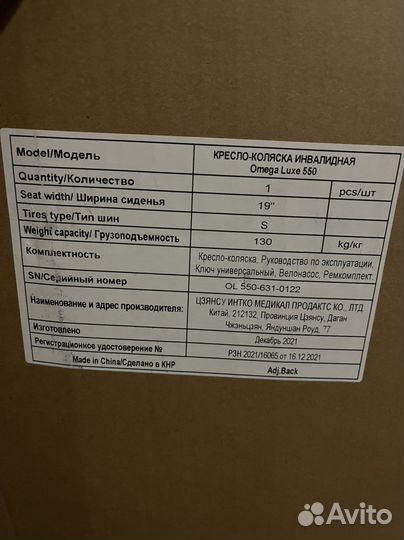 Model/Модель КРЕСЛО-КОЛЯСКА ИНВАЛИДНАЯ
Omega Luxe 550
Quantity/Количество 1 pcs/шт
Seat width/ Ширина сиденья 19"
Tires type/Тип шин S
Weight capacity/ Грузоподъемность 130 kg/кг
Комплектность Кресло-коляска, Руководство по эксплуатации,
Ключ универсальный, Велонасос, Ремкомплект.
SN/Серийный номер OL 550-631-0122
Наименование и адрес производителя: ЦЗЯНСУ ИНТКО МЕДИКАЛ ПРОДАКТС КО., ЛТД
Китай, 212132, Провинция Цзянсу, Даган
Чжэньцзян, Яндуншан Роуд, 77
Изготовлено Декабрь 2021
Регистрационное удостоверение № РЗН 2021/16065 от 16.12.2021
Made in China/Сделано в КНР Adj.Back
Avito